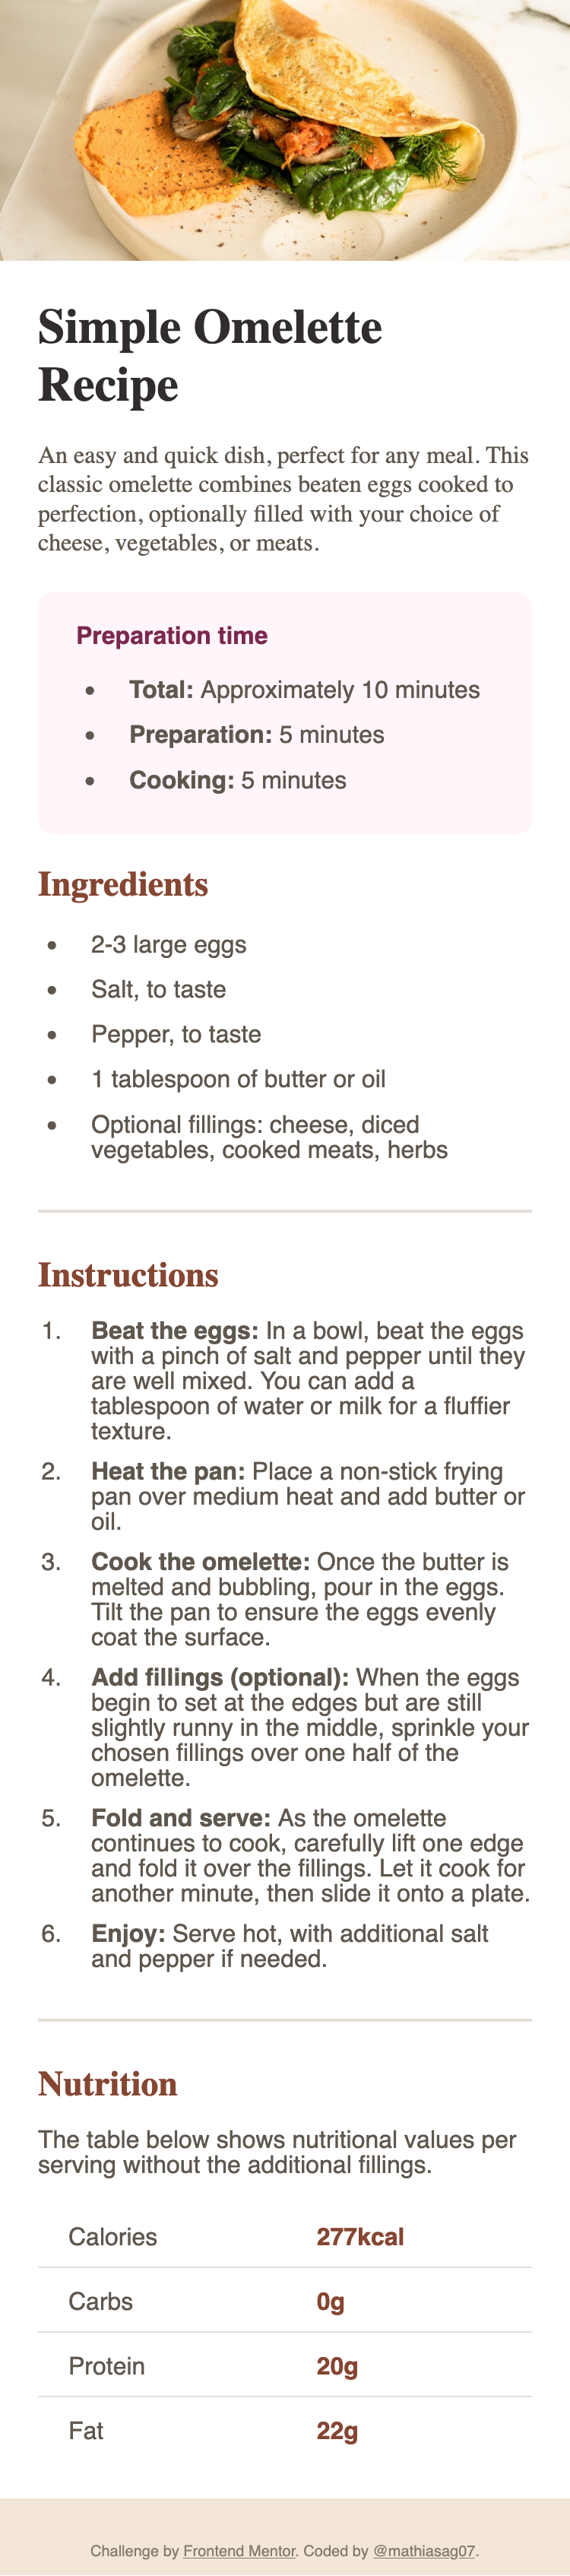 Simple Omelette
Recipe
An easy and quick dish, perfect for any meal. This
classic omelette combines beaten eggs cooked to
perfection, optionally filled with your choice of
cheese, vegetables, or meats.
Preparation time
• Total: Approximately 10 minutes
• Preparation: 5 minutes
• Cooking: 5 minutes
Ingredients
• 2-3 large eggs
• Salt, to taste
• Pepper, to taste
• 1 tablespoon of butter or oil
• Optional fillings: cheese, diced
vegetables, cooked meats, herbs
Instructions
1. Beat the eggs: In a bowl, beat the eggs
with a pinch of salt and pepper until they
are well mixed. You can add a
tablespoon of water or milk for a fluffier
texture.
2. Heat the pan: Place a non-stick frying
pan over medium heat and add butter or
oil.
3. Cook the omelette: Once the butter is
melted and bubbling, pour in the eggs.
Tilt the pan to ensure the eggs evenly
coat the surface.
4. Add fillings (optional): When the eggs
begin to set at the edges but are still
slightly runny in the middle, sprinkle your
chosen fillings over one half of the
omelette.
5. Fold and serve: As the omelette
continues to cook, carefully lift one edge
and fold it over the fillings. Let it cook for
another minute, then slide it onto a plate.
6. Enjoy: Serve hot, with additional salt
and pepper if needed.
Nutrition
The table below shows nutritional values per
serving without the additional fillings.
Calories 277kcal
Carbs 0g
Protein 20g
Fat 22g
Challenge by Frontend Mentor. Coded by @mathiasag07.